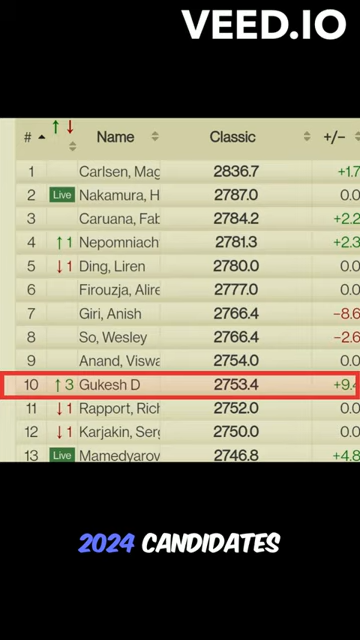 VEED.IO
# ↑ ↓ Name Classic +/-
1 Carlsen, Mag 2836.7 +1.7
2 Live Nakamura, H 2787.0 0.0
3 Caruana, Fab 2784.2 +2.2
4 ↑1 Nepomniach 2781.3 +2.3
5 ↓1 Ding, Liren 2780.0 0.0
6 Firouzja, Alire 2777.0 0.0
7 Giri, Anish 2766.4 −8.6
8 So, Wesley 2766.4 −2.6
9 Anand, Viswa 2754.0 0.0
10 ↑3 Gukesh D 2753.4 +9.4
11 ↓1 Rapport, Rich 2752.0 0.0
12 ↓1 Karjakin, Serg 2750.0 0.0
13 Live Mamedyarov 2746.8 +4.8
2024 CANDIDATES